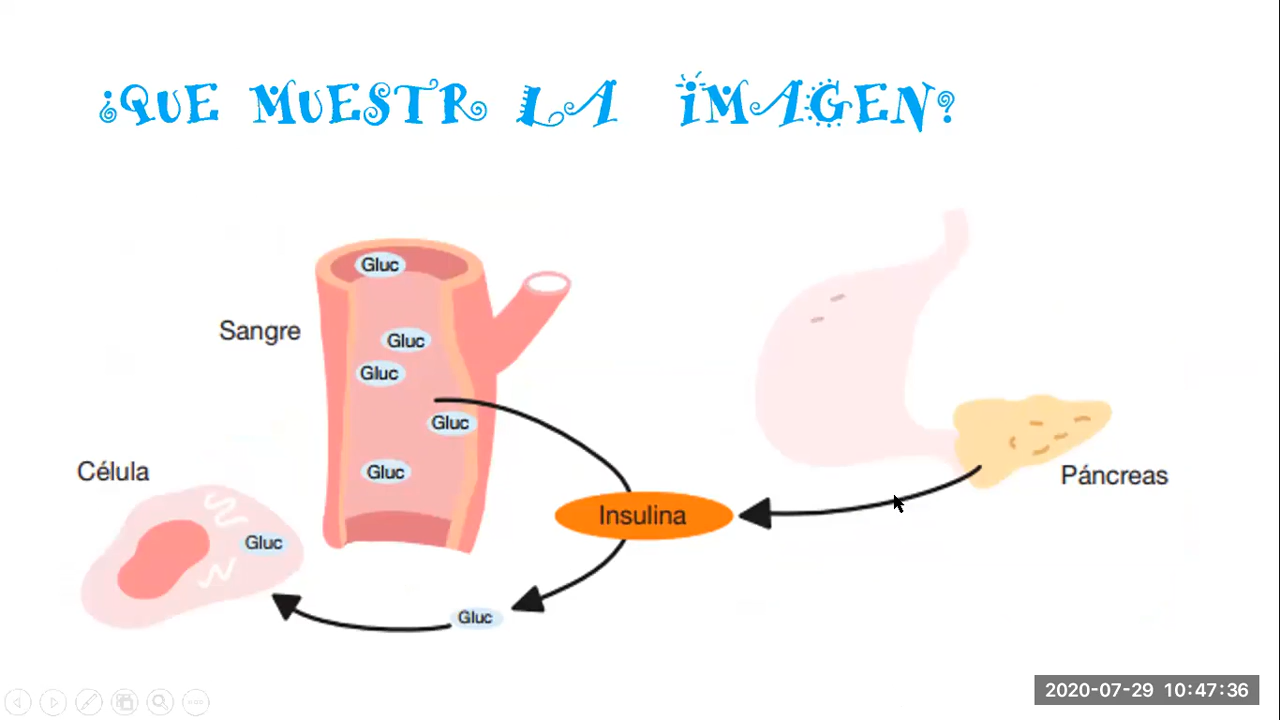 ¿QUE MUESTR LA IMAGEN?
Gluc
Sangre
Gluc
Gluc
Gluc
Gluc
Célula
Gluc
Insulina
Páncreas
Gluc
2020-07-29 10:47:36